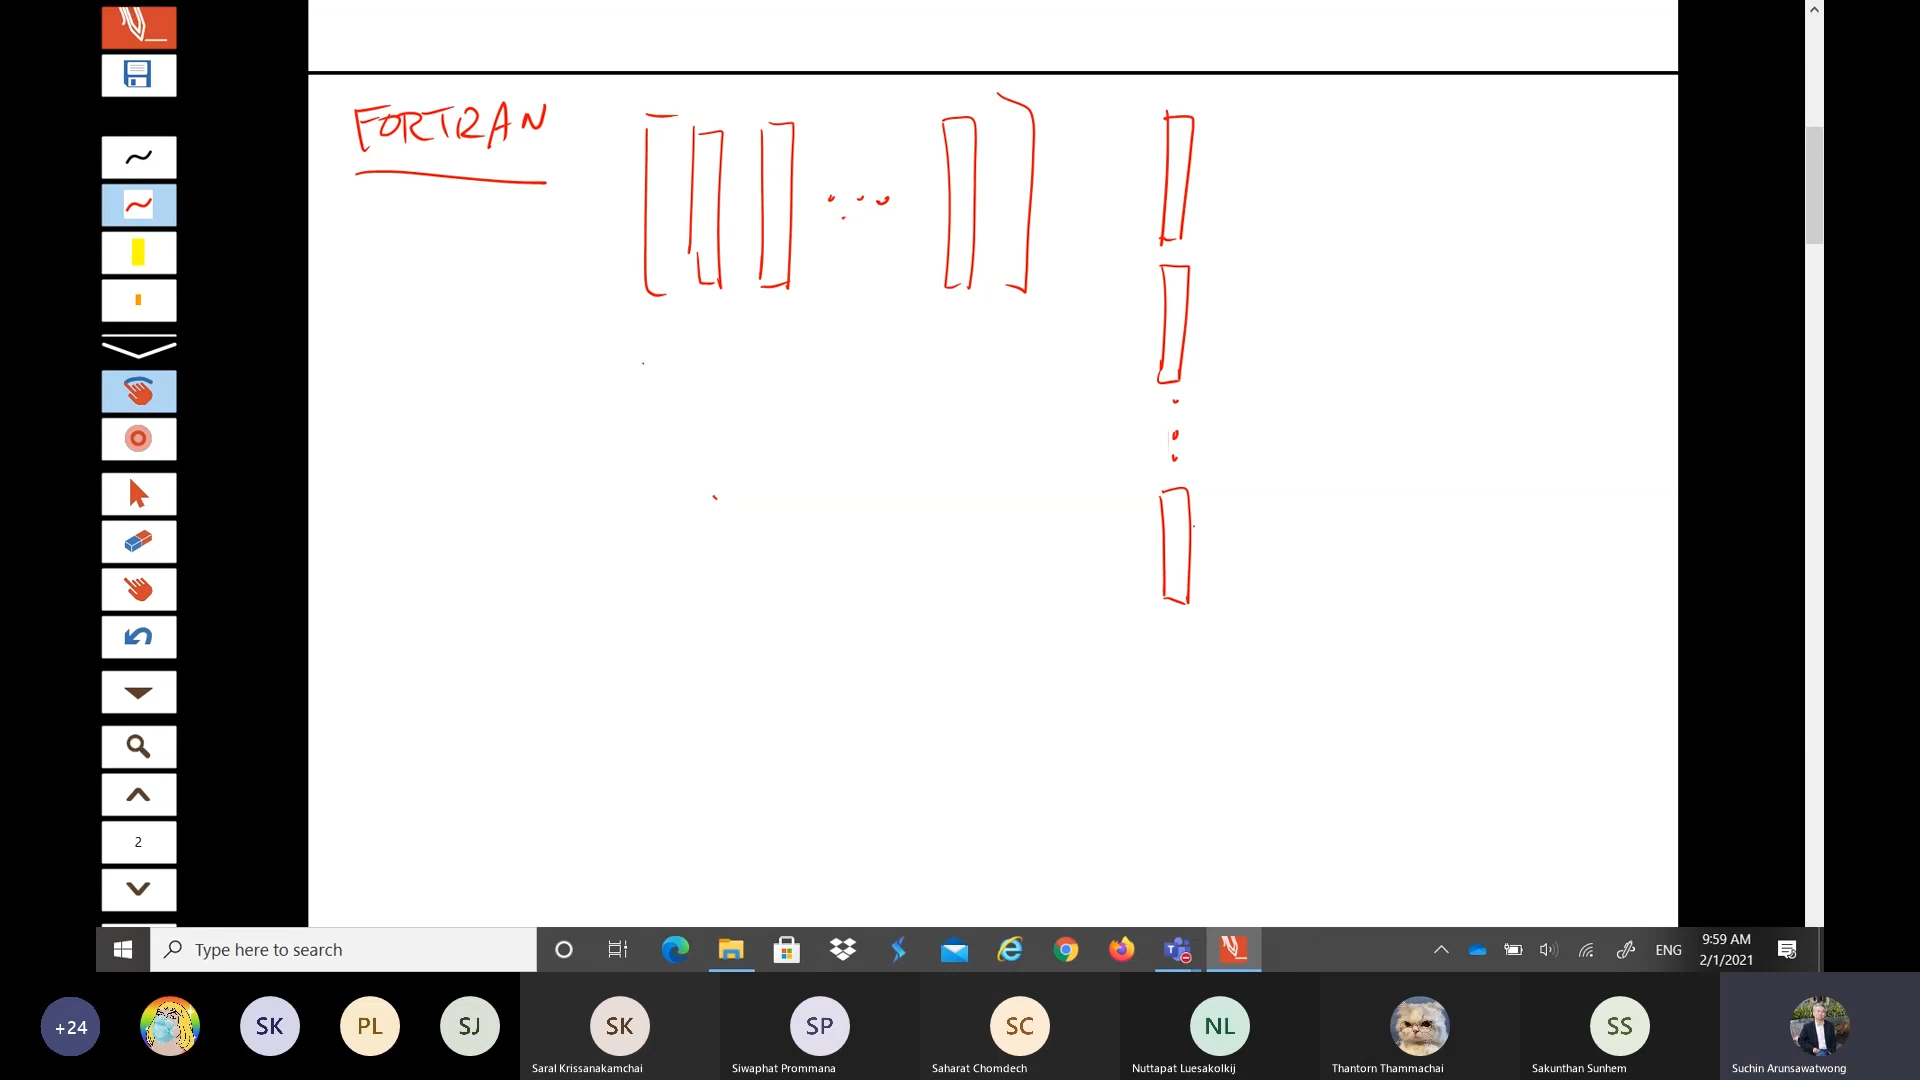 FORTRAN
2
Type here to search
ENG
9:59 AM
2/1/2021
+24
SK
PL
SJ
SK
SP
SC
NL
SS
Saral Krissanakamchai
Siwaphat Prommana
Saharat Chomdech
Nuttapat Luesakolkij
Thantorn Thammachai
Sakunthan Sunhem
Suchin Arunsawatwong